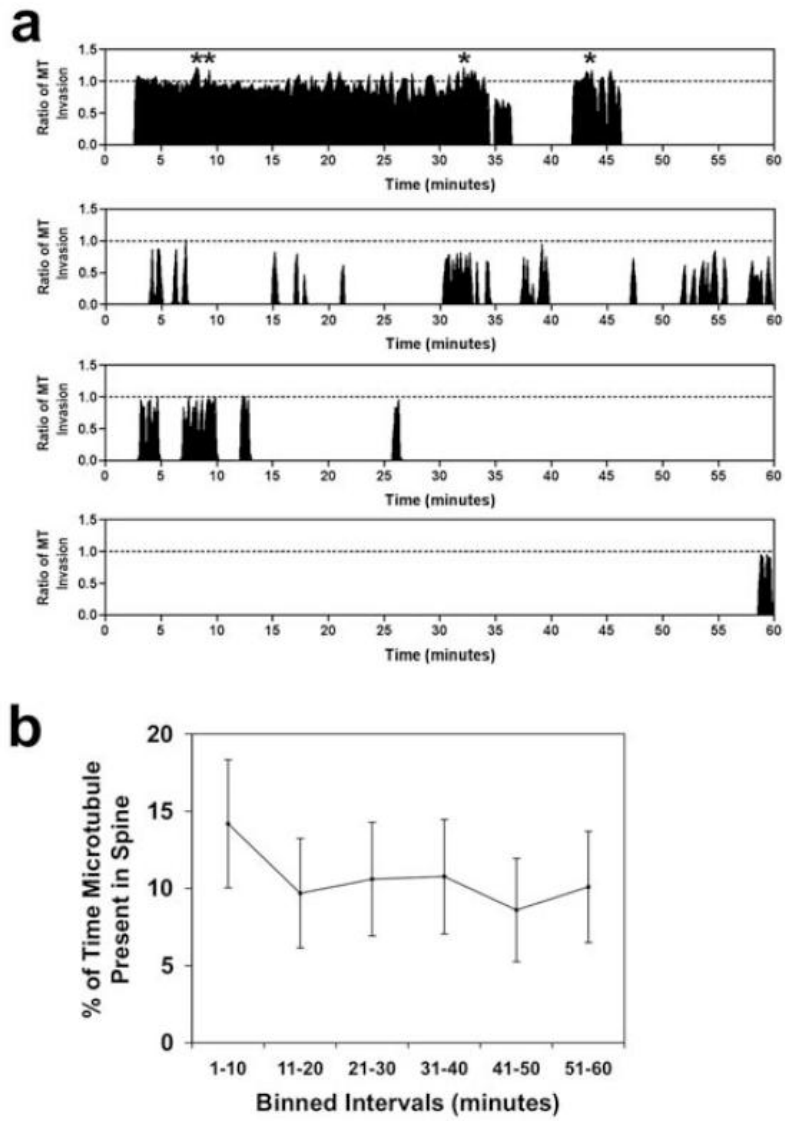 a
** * *
1.5
1.0
0.5
0.0
Ratio of MT
Invasion
0 5 10 15 20 25 30 35 40 45 50 55 60
Time (minutes)
1.5
1.0
0.5
0.0
Ratio of MT
Invasion
0 5 10 15 20 25 30 35 40 45 50 55 60
Time (minutes)
1.5
1.0
0.5
0.0
Ratio of MT
Invasion
0 5 10 15 20 25 30 35 40 45 50 55 60
Time (minutes)
1.5
1.0
0.5
0.0
Ratio of MT
Invasion
0 5 10 15 20 25 30 35 40 45 50 55 60
Time (minutes)
b
20
15
10
5
0
% of Time Microtubule
Present in Spine
1-10 11-20 21-30 31-40 41-50 51-60
Binned Intervals (minutes)